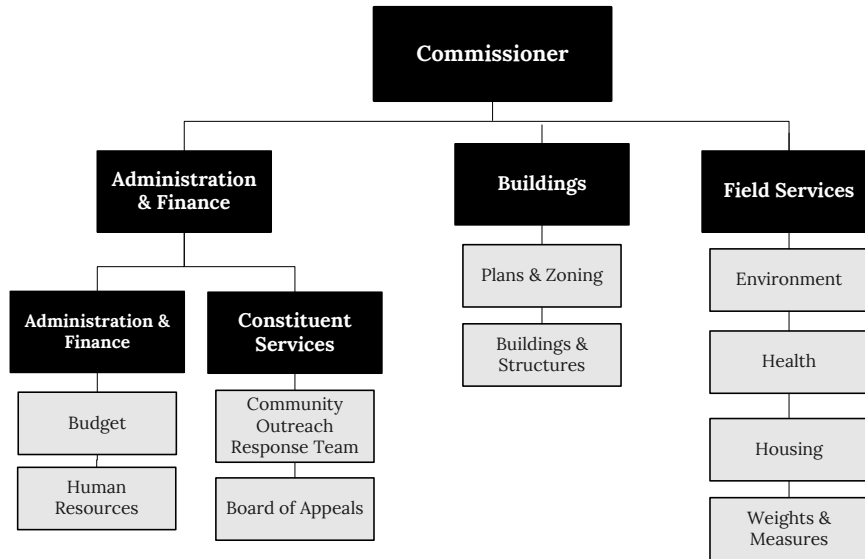 Commissioner
Administration
& Finance
Buildings
Field Services
Administration &
Finance
Constituent
Services
Plans & Zoning
Buildings &
Structures
Environment
Health
Housing
Weights &
Measures
Budget
Human
Resources
Community
Outreach
Response Team
Board of Appeals